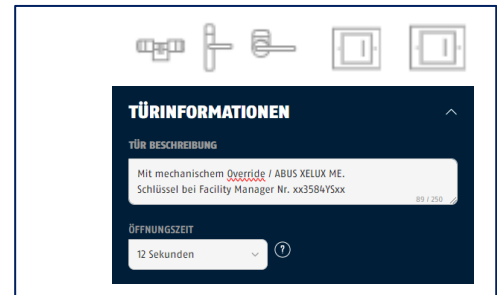 TÜRINFORMATIONEN
TÜR BESCHREIBUNG
Mit mechanischem Override / ABUS XELUX ME.
Schlüssel bei Facility Manager Nr. xx3584YSxx
89 / 250
ÖFFNUNGSZEIT
12 Sekunden
?